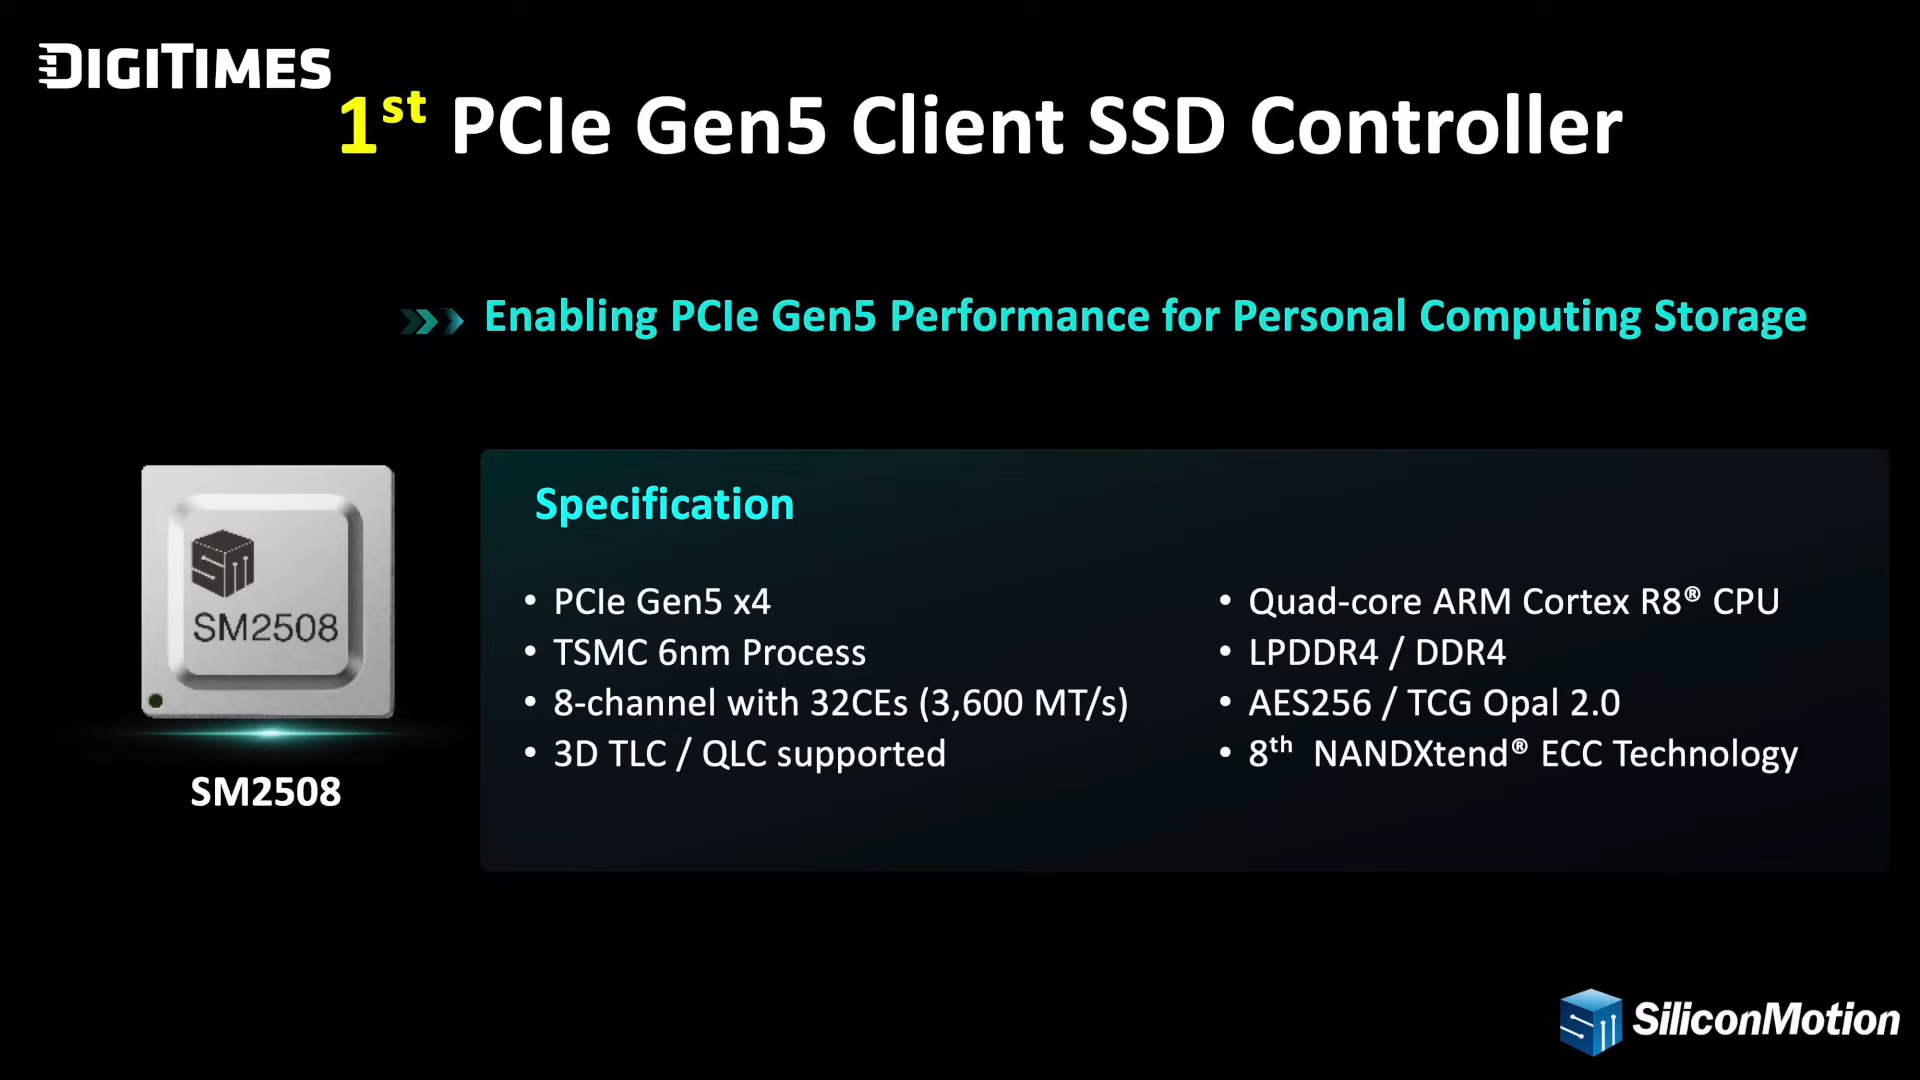 DIGITIMES
1st PCIe Gen5 Client SSD Controller
Enabling PCIe Gen5 Performance for Personal Computing Storage
SM2508
SM2508
Specification
• PCIe Gen5 x4
• TSMC 6nm Process
• 8-channel with 32CEs (3,600 MT/s)
• 3D TLC / QLC supported
• Quad-core ARM Cortex R8® CPU
• LPDDR4 / DDR4
• AES256 / TCG Opal 2.0
• 8th NANDXtend® ECC Technology
SiliconMotion